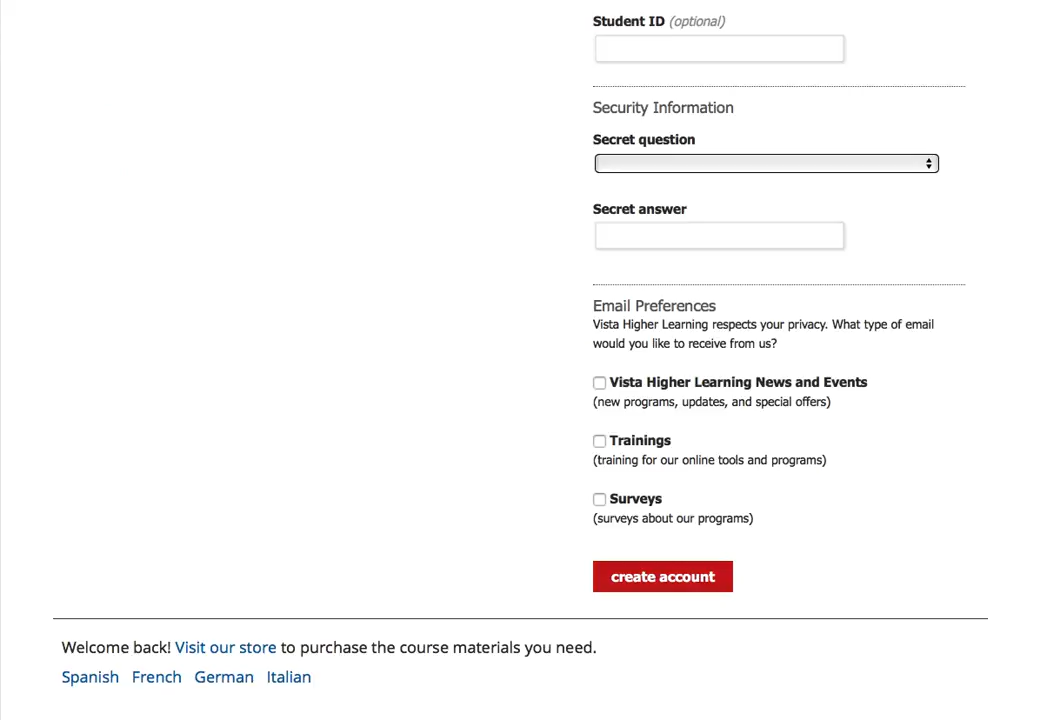 Student ID (optional)
Security Information
Secret question
Secret answer
Email Preferences
Vista Higher Learning respects your privacy. What type of email
would you like to receive from us?
Vista Higher Learning News and Events
(new programs, updates, and special offers)
Trainings
(training for our online tools and programs)
Surveys
(surveys about our programs)
create account
Welcome back! Visit our store to purchase the course materials you need.
Spanish French German Italian